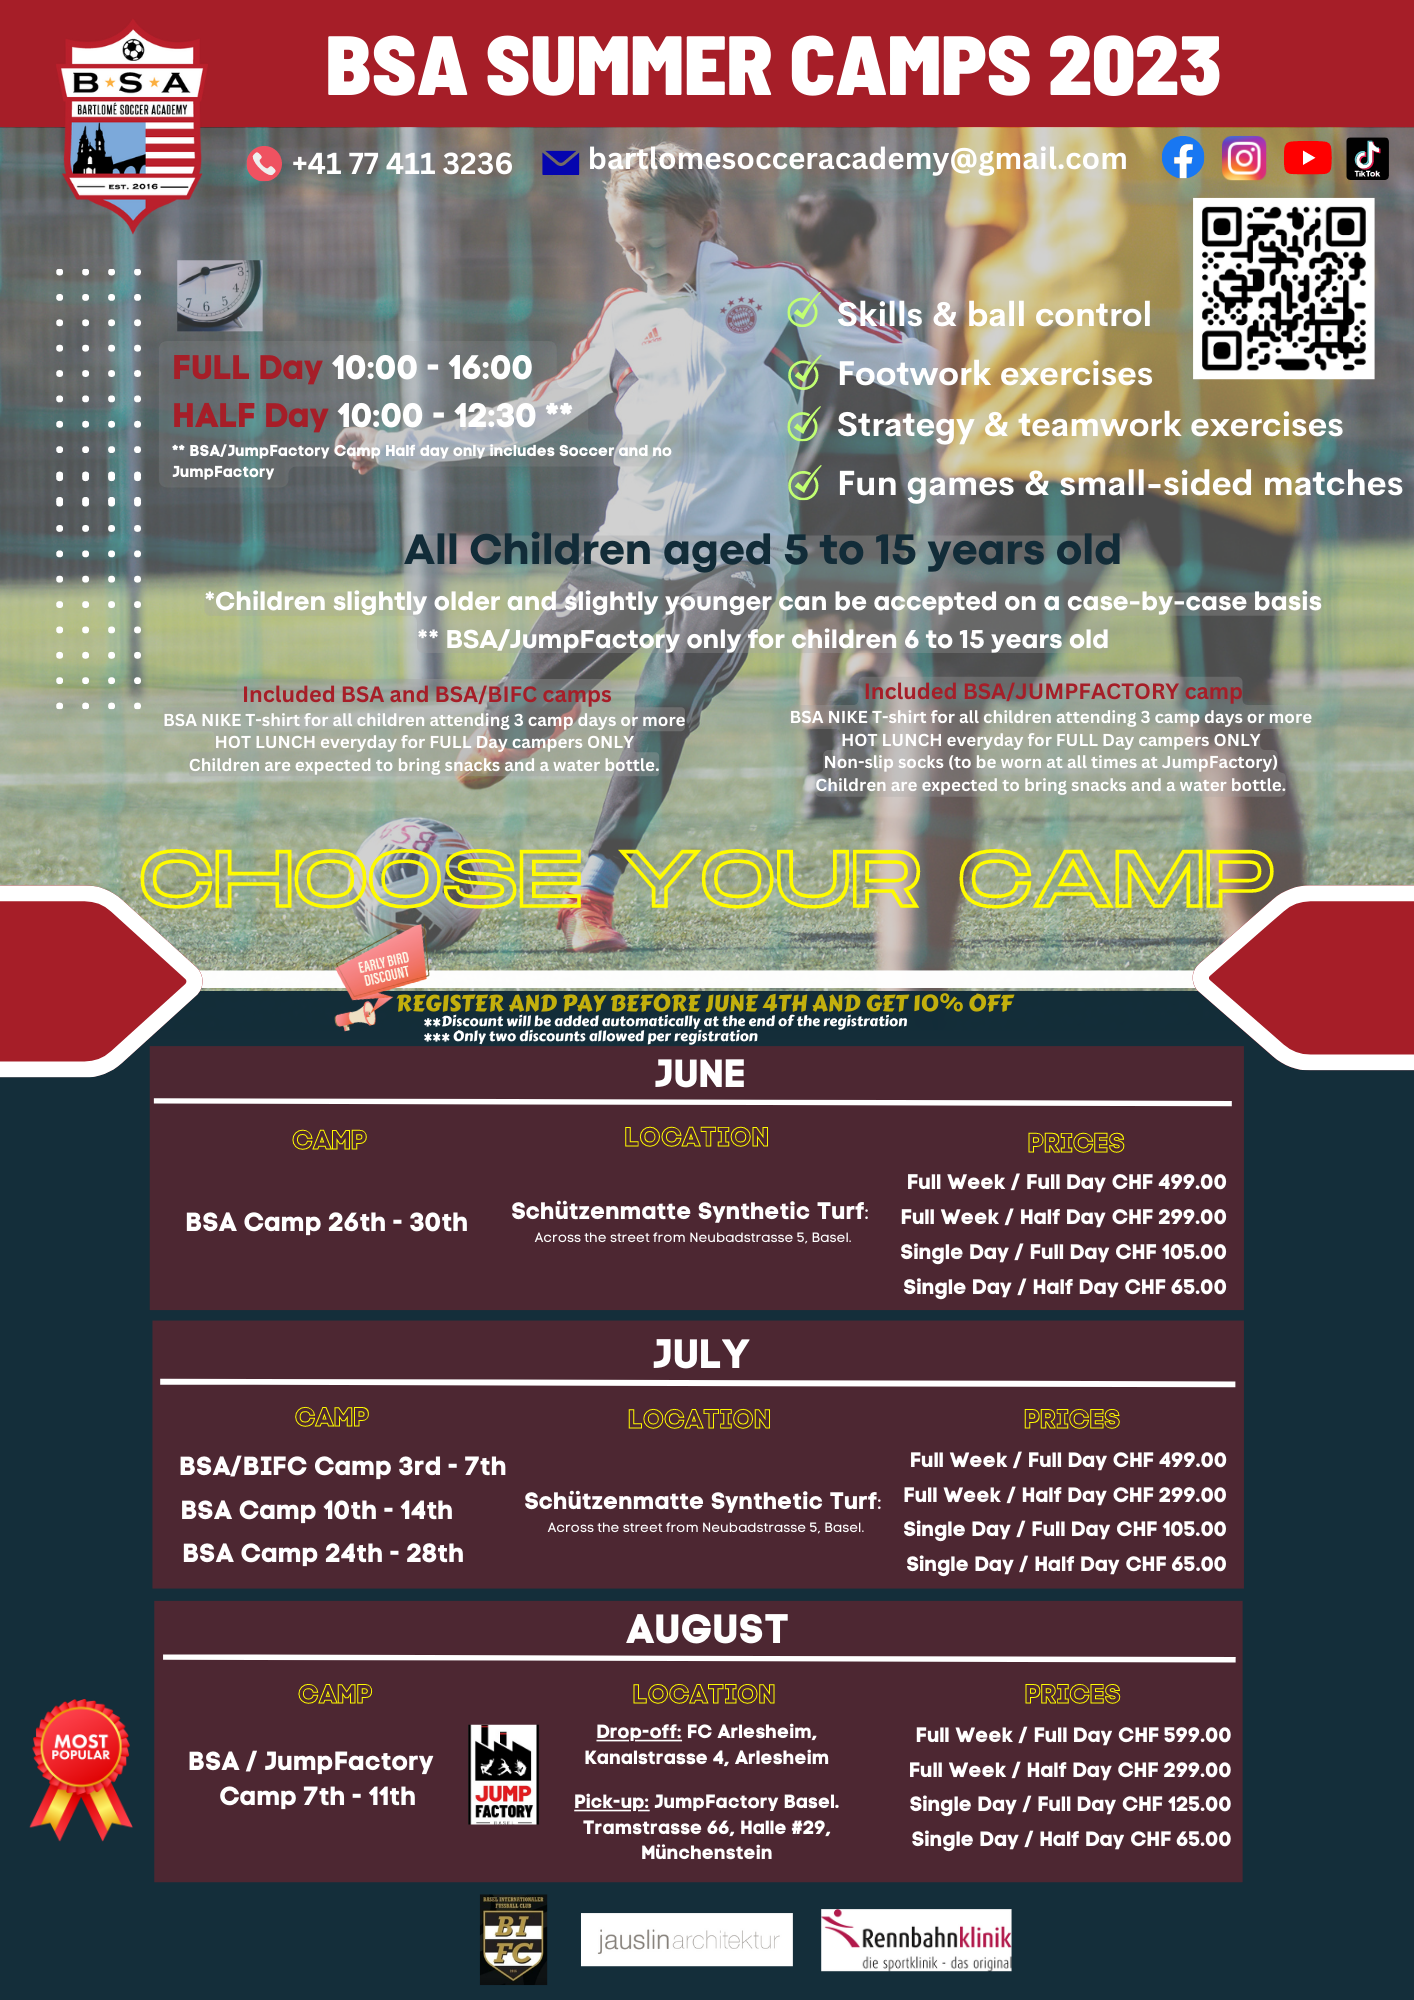 BSA SUMMER CAMPS 2023
B S A
BARTLOMÉ SOCCER ACADEMY
EST. 2016
+41 77 411 3236
bartlomesocceracademy@gmail.com
TikTok
3
4
5
6
7
FULL Day 10:00 - 16:00
HALF Day 10:00 - 12:30 **
** BSA/JumpFactory Camp Half day only includes Soccer and no
JumpFactory
Skills & ball control
Footwork exercises
Strategy & teamwork exercises
Fun games & small-sided matches
All Children aged 5 to 15 years old
*Children slightly older and slightly younger can be accepted on a case-by-case basis
** BSA/JumpFactory only for children 6 to 15 years old
Included BSA and BSA/BIFC camps
BSA NIKE T-shirt for all children attending 3 camp days or more
HOT LUNCH everyday for FULL Day campers ONLY
Children are expected to bring snacks and a water bottle.
Included BSA/JUMPFACTORY camp
BSA NIKE T-shirt for all children attending 3 camp days or more
HOT LUNCH everyday for FULL Day campers ONLY
Non-slip socks (to be worn at all times at JumpFactory)
Children are expected to bring snacks and a water bottle.
CHOOSE YOUR CAMP
EARLY BIRD
DISCOUNT
REGISTER AND PAY BEFORE JUNE 4TH AND GET 10% OFF
**Discount will be added automatically at the end of the registration
*** Only two discounts allowed per registration
JUNE
CAMP
LOCATION
PRICES
BSA Camp 26th - 30th
Schützenmatte Synthetic Turf:
Across the street from Neubadstrasse 5, Basel.
Full Week / Full Day CHF 499.00
Full Week / Half Day CHF 299.00
Single Day / Full Day CHF 105.00
Single Day / Half Day CHF 65.00
JULY
CAMP
LOCATION
PRICES
BSA/BIFC Camp 3rd - 7th
BSA Camp 10th - 14th
BSA Camp 24th - 28th
Schützenmatte Synthetic Turf:
Across the street from Neubadstrasse 5, Basel.
Full Week / Full Day CHF 499.00
Full Week / Half Day CHF 299.00
Single Day / Full Day CHF 105.00
Single Day / Half Day CHF 65.00
AUGUST
CAMP
LOCATION
PRICES
MOST
POPULAR
BSA / JumpFactory
Camp 7th - 11th
JUMP
FACTORY
BASEL
Drop-off: FC Arlesheim,
Kanalstrasse 4, Arlesheim
Pick-up: JumpFactory Basel.
Tramstrasse 66, Halle #29,
Münchenstein
Full Week / Full Day CHF 599.00
Full Week / Half Day CHF 299.00
Single Day / Full Day CHF 125.00
Single Day / Half Day CHF 65.00
BASEL INTERNATIONALER
FUSSBALL CLUB
BI
FC
jauslinarchitektur
Rennbahnklinik
die sportklinik - das original